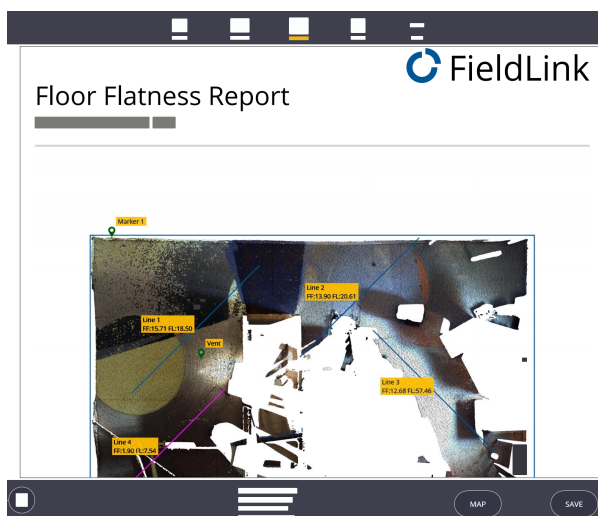 FieldLink
Floor Flatness Report
Marker 1
Line 2
FF:13.90 FL:20.61
Line 1
FF:15.71 FL:18.50
Vent
Line 3
FF:12.68 FL:57.46
Line 4
FF:1.90 FL:7.54
MAP
SAVE